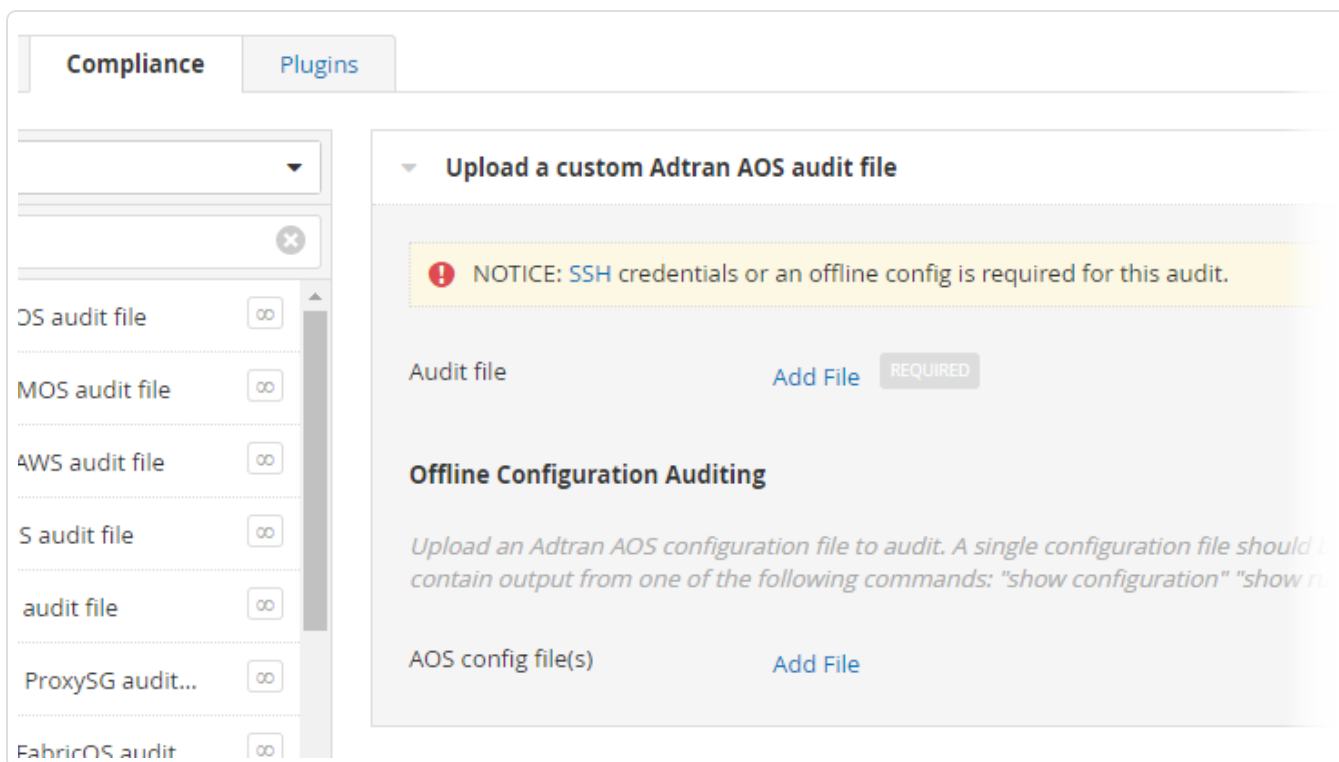 Compliance
Plugins
Upload a custom Adtran AOS audit file
NOTICE: SSH credentials or an offline config is required for this audit.
OS audit file
MOS audit file
AWS audit file
S audit file
audit file
ProxySG audit...
FabricOS audit
Audit file
Add File
REQUIRED
Offline Configuration Auditing
Upload an Adtran AOS configuration file to audit. A single configuration file should
contain output from one of the following commands: "show configuration" "show
AOS config file(s)
Add File